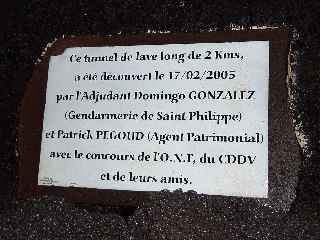 Ce tunnel de lave long de 2 Kms,
a été découvert le 17/02/2005
par l'Adjudant Domingo GONZALEZ
(Gendarmerie de Saint Philippe)
et Patrick PEGOUD (Agent Patrimonial)
avec le concours de l'O.N.F, du CDDV
et de leurs amis.